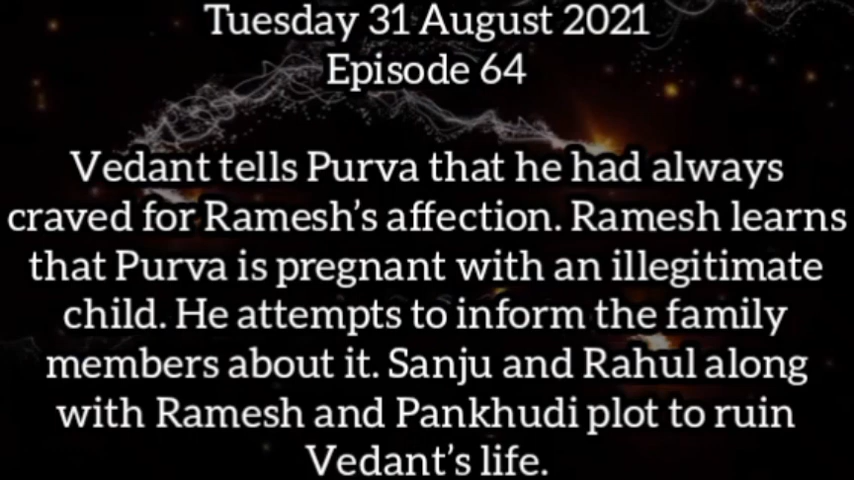 Tuesday 31 August 2021
Episode 64
Vedant tells Purva that he had always
craved for Ramesh’s affection. Ramesh learns
that Purva is pregnant with an illegitimate
child. He attempts to inform the family
members about it. Sanju and Rahul along
with Ramesh and Pankhudi plot to ruin
Vedant’s life.